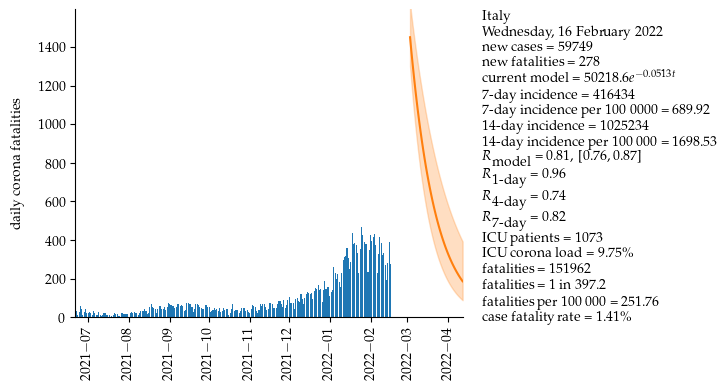 1400
1200
1000
800
600
400
200
0
daily corona fatalities
2021−07
2021−08
2021−09
2021−10
2021−11
2021−12
2022−01
2022−02
2022−03
2022−04
Italy
Wednesday, 16 February 2022
new cases = 59749
new fatalities = 278
current model = 50218.6e^{−0.0513t}
7-day incidence = 416434
7-day incidence per 100 0000 = 689.92
14-day incidence = 1025234
14-day incidence per 100 000 = 1698.53
R_model = 0.81, [0.76, 0.87]
R_1-day = 0.96
R_4-day = 0.74
R_7-day = 0.82
ICU patients = 1073
ICU corona load = 9.75%
fatalities = 151962
fatalities = 1 in 397.2
fatalities per 100 000 = 251.76
case fatality rate = 1.41%